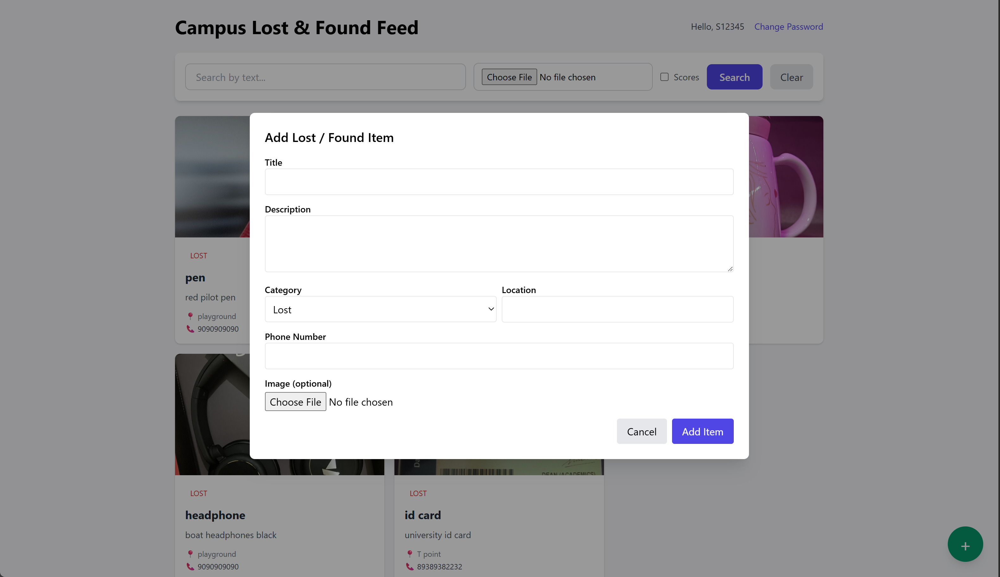 Campus Lost & Found Feed
Hello, S12345 Change Password
Search by text...
Choose File No file chosen
Scores
Search
Clear
Add Lost / Found Item
Title
Description
Category
Location
Lost
Phone Number
Image (optional)
Choose File No file chosen
Cancel
Add Item
LOST
pen
red pilot pen
playground
9090909090
DEAN (ACADEMICS)
LOST
headphone
boat headphones black
playground
9090909090
LOST
id card
university id card
T point
89389382232
+